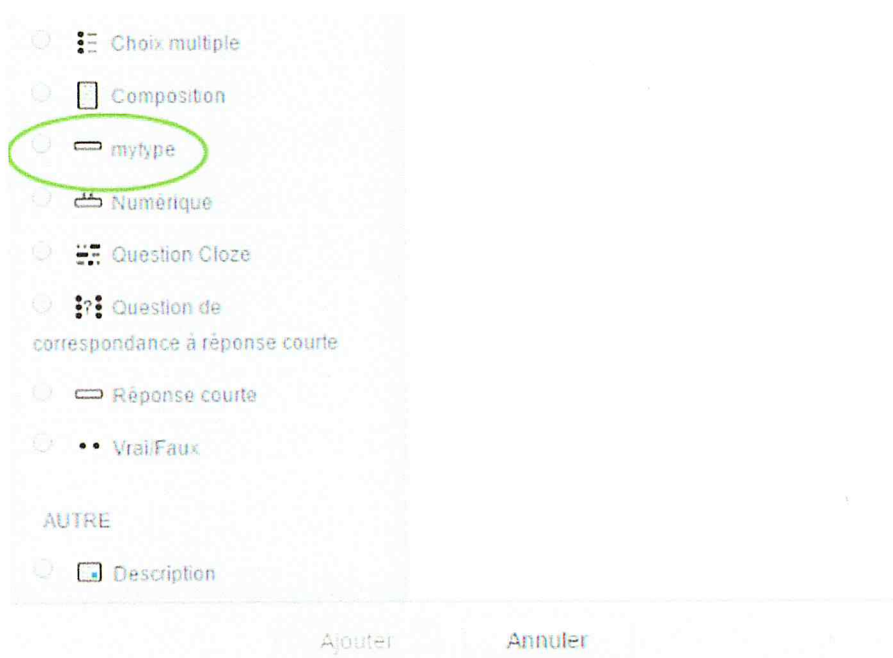 Choix multiple
Composition
mytype
Numérique
Question Cloze
Question de
correspondance à réponse courte
Réponse courte
Vrai/Faux
AUTRE
Description
Ajouter Annuler